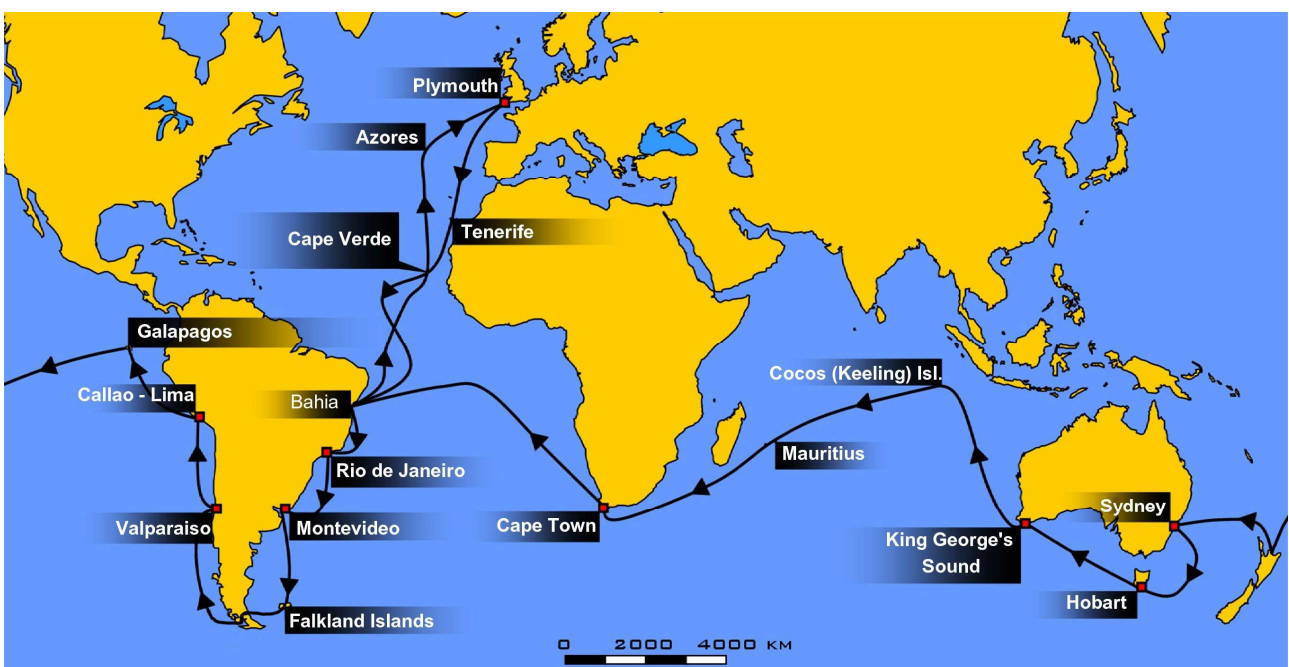 Plymouth
Azores
Cape Verde
Tenerife
Galapagos
Callao - Lima
Bahia
Cocos (Keeling) Isl.
Rio de Janeiro
Mauritius
Valparaiso
Montevideo
Cape Town
Sydney
King George's
Sound
Hobart
Falkland Islands
0 2000 4000 KM